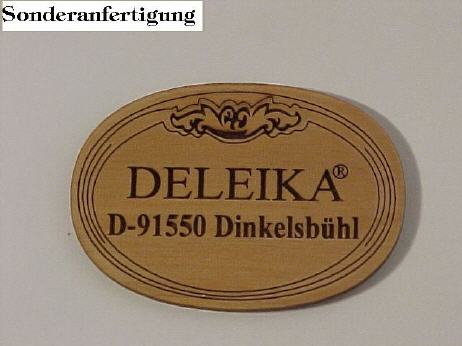 Sonderanfertigung
DELEIKA®
D-91550 Dinkelsbühl